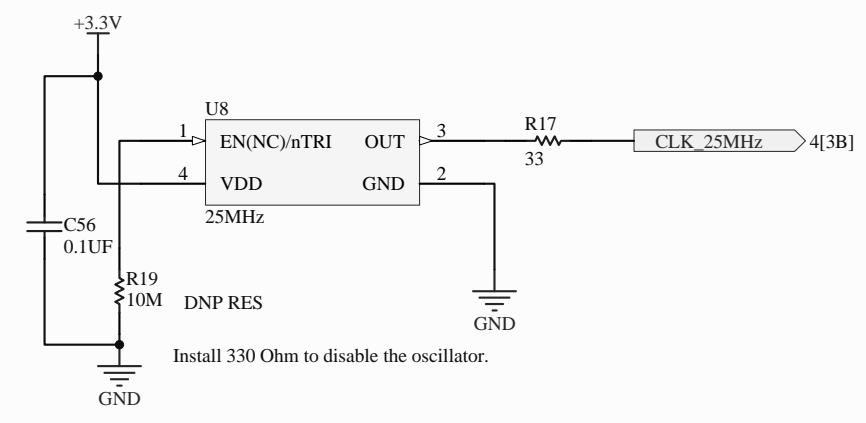 +3.3V
U8
1
EN(NC)/nTRI
OUT
3
R17
33
CLK_25MHz
4[3B]
4
VDD
GND
2
25MHz
C56
0.1UF
R19
10M
DNP RES
GND
Install 330 Ohm to disable the oscillator.
GND